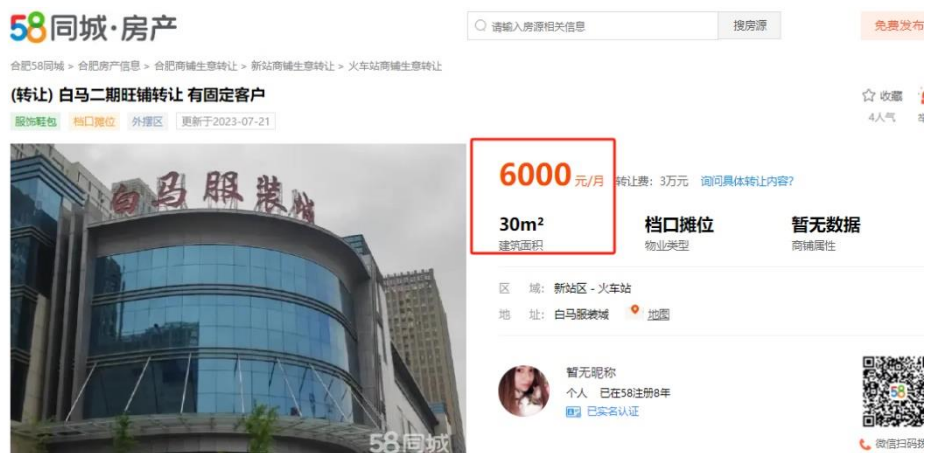 58同城·房产
请输入房源相关信息
搜房源
免费发布
合肥58同城 > 合肥房产信息 > 合肥商铺生意转让 > 新站商铺生意转让 > 火车站商铺生意转让
(转让) 白马二期旺铺转让 有固定客户
收藏
4人气
服饰鞋包 档口摊位 外摆区 更新于2023-07-21
白马服装城
58同城
6000 元/月 转让费：3万元 询问具体转让内容?
30m² 档口摊位 暂无数据
建筑面积 物业类型 商铺属性
区 域： 新站区 - 火车站
地 址： 白马服装城 地图
暂无昵称
个人 已在58注册8年
已实名认证
58
微信扫码